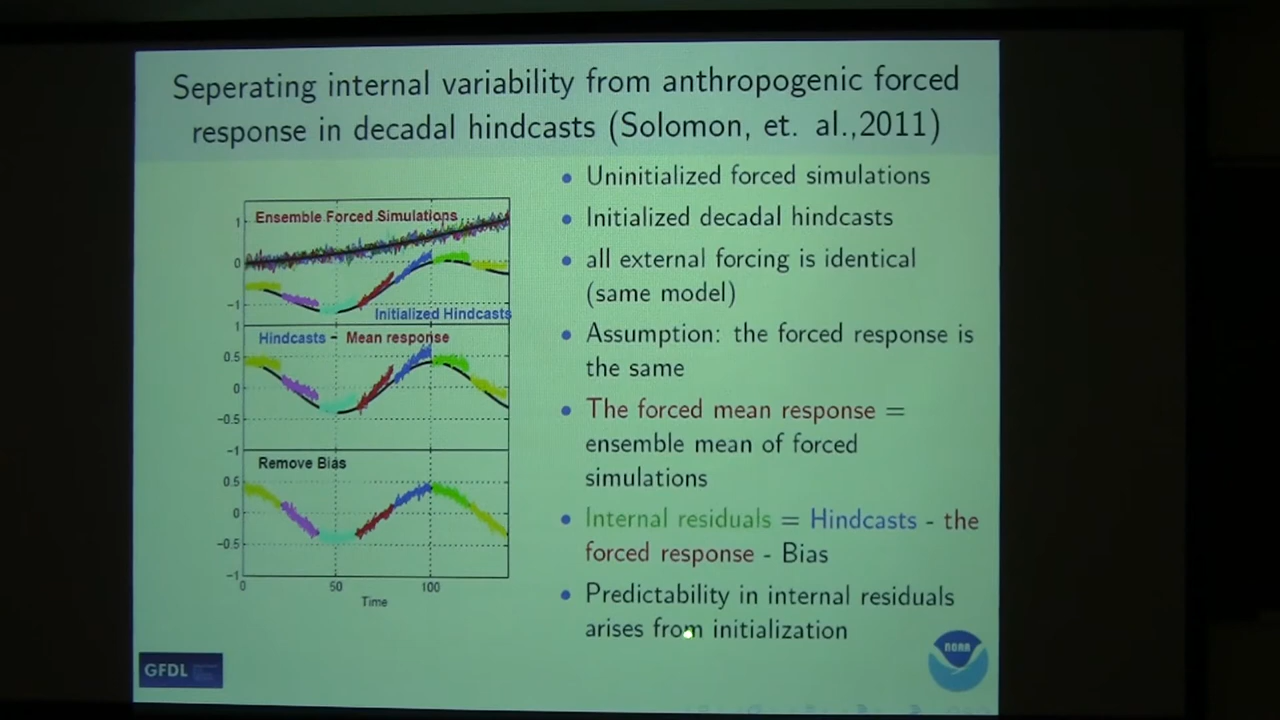 Seperating internal variability from anthropogenic forced
response in decadal hindcasts (Solomon, et. al.,2011)
1
Ensemble Forced Simulations
0
-1
Initialized Hindcasts
1
Hindcasts - Mean response
0.5
0
-0.5
-1
Remove Bias
0.5
0
-0.5
-1
0 50 100
Time
• Uninitialized forced simulations
• Initialized decadal hindcasts
• all external forcing is identical
(same model)
• Assumption: the forced response is
the same
• The forced mean response =
ensemble mean of forced
simulations
• Internal residuals = Hindcasts - the
forced response - Bias
• Predictability in internal residuals
arises from initialization
GFDL
NOAA